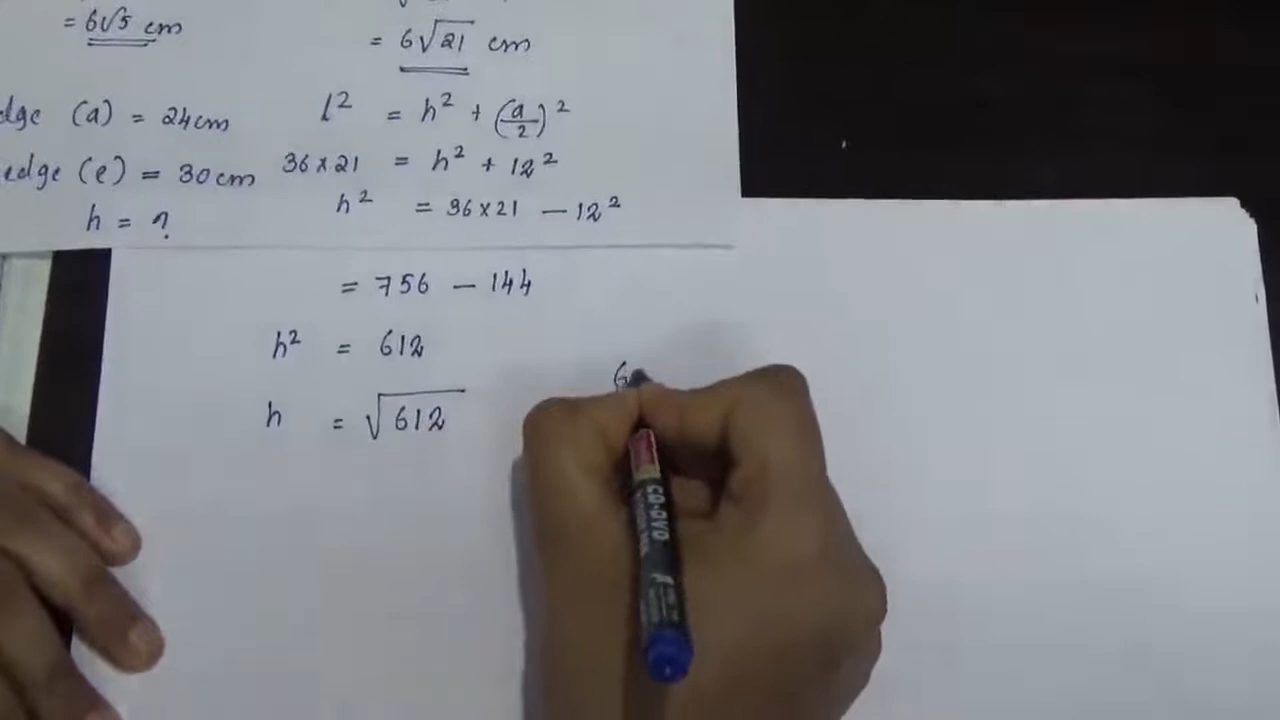 = 6√5 cm
= 6√21 cm
dge (a) = 24cm
l² = h² + (a/2)²
edge (e) = 30cm
36×21 = h² + 12²
h = ?
h² = 36×21 — 12²
= 756 — 144
h² = 612
h = √612
6